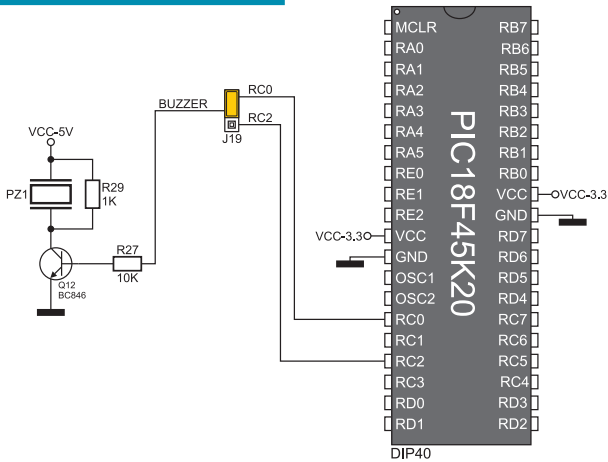 MCLR RB7
RA0 RB6
RA1 RB5
RA2 RB4
RA3 RB3
RA4 RB2
RA5 RB1
RE0 RB0
RE1 VCC
RE2 GND
VCC RD7
GND RD6
OSC1 RD5
OSC2 RD4
RC0 RC7
RC1 RC6
RC2 RC5
RC3 RC4
RD0 RD3
RD1 RD2
PIC18F45K20
DIP40
VCC-3.3
VCC-3.3
RC0
RC2
J19
BUZZER
VCC-5V
PZ1
R29
1K
R27
10K
Q12
BC846